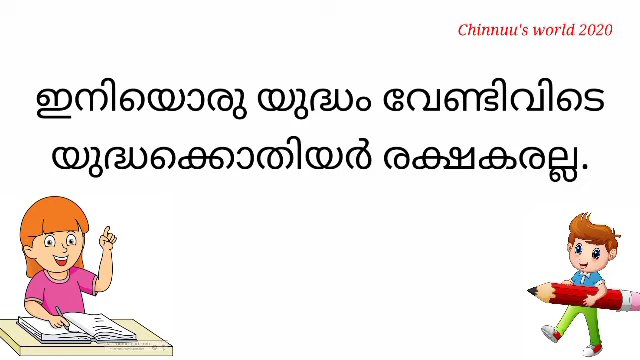 Chinnuu's world 2020
ഇനിയൊരു യുദ്ധം വേണ്ടിവിടെ
യുദ്ധക്കൊതിയർ രക്ഷകരല്ല.